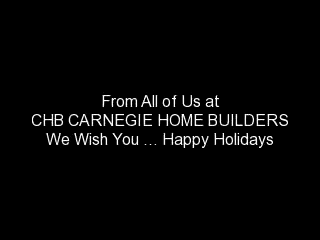 From All of Us at
CHB CARNEGIE HOME BUILDERS
We Wish You … Happy Holidays